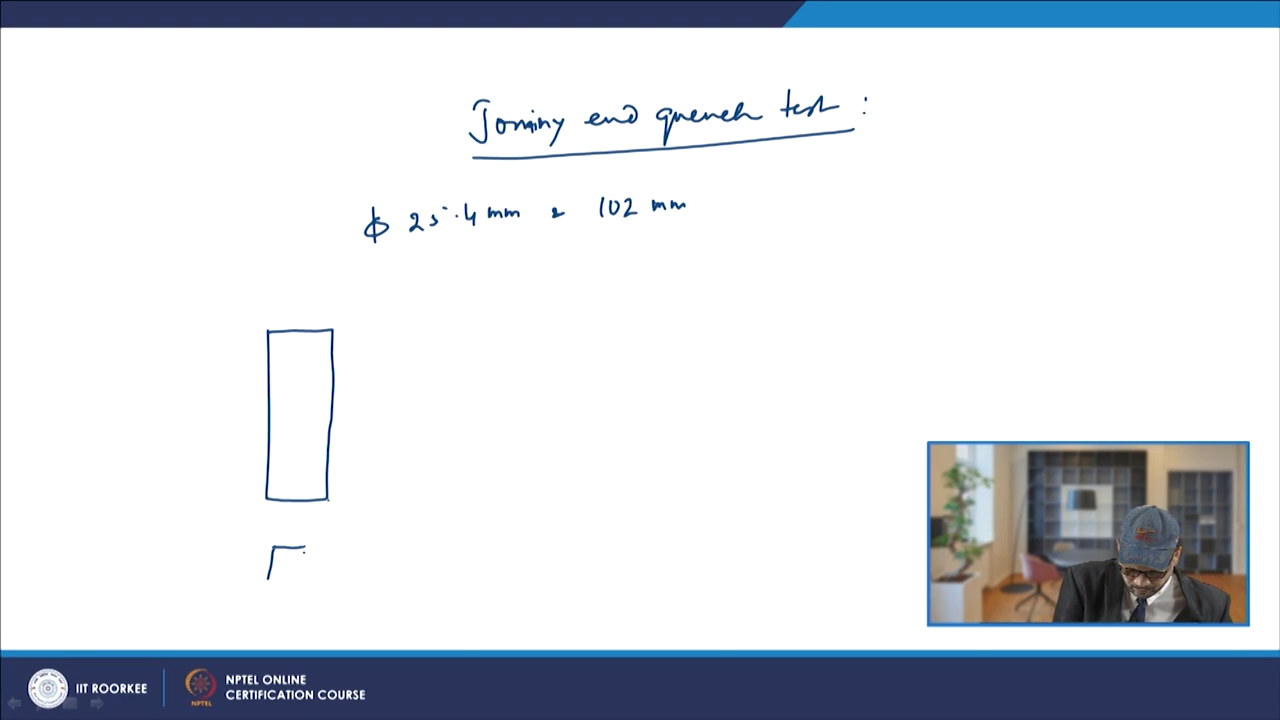 Jominy end quench test :
ϕ 25.4 mm & 102 mm
IIT ROORKEE
NPTEL ONLINE
CERTIFICATION COURSE
NPTEL